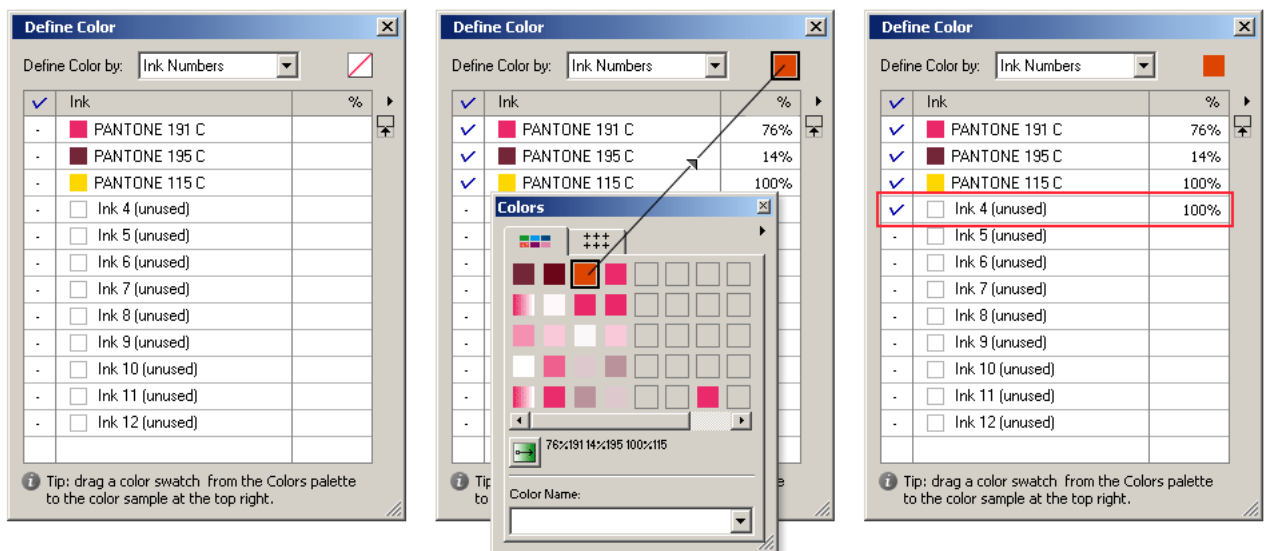 Define Color
Define Color by: Ink Numbers
Ink %
PANTONE 191 C
PANTONE 195 C
PANTONE 115 C
Ink 4 (unused)
Ink 5 (unused)
Ink 6 (unused)
Ink 7 (unused)
Ink 8 (unused)
Ink 9 (unused)
Ink 10 (unused)
Ink 11 (unused)
Ink 12 (unused)
Tip: drag a color swatch from the Colors palette
to the color sample at the top right.
Define Color
Define Color by: Ink Numbers
Ink %
PANTONE 191 C 76%
PANTONE 195 C 14%
PANTONE 115 C 100%
Colors
76%191 14%195 100%115
Color Name:
to
Define Color
Define Color by: Ink Numbers
Ink %
PANTONE 191 C 76%
PANTONE 195 C 14%
PANTONE 115 C 100%
Ink 4 (unused) 100%
Ink 5 (unused)
Ink 6 (unused)
Ink 7 (unused)
Ink 8 (unused)
Ink 9 (unused)
Ink 10 (unused)
Ink 11 (unused)
Ink 12 (unused)
Tip: drag a color swatch from the Colors palette
to the color sample at the top right.